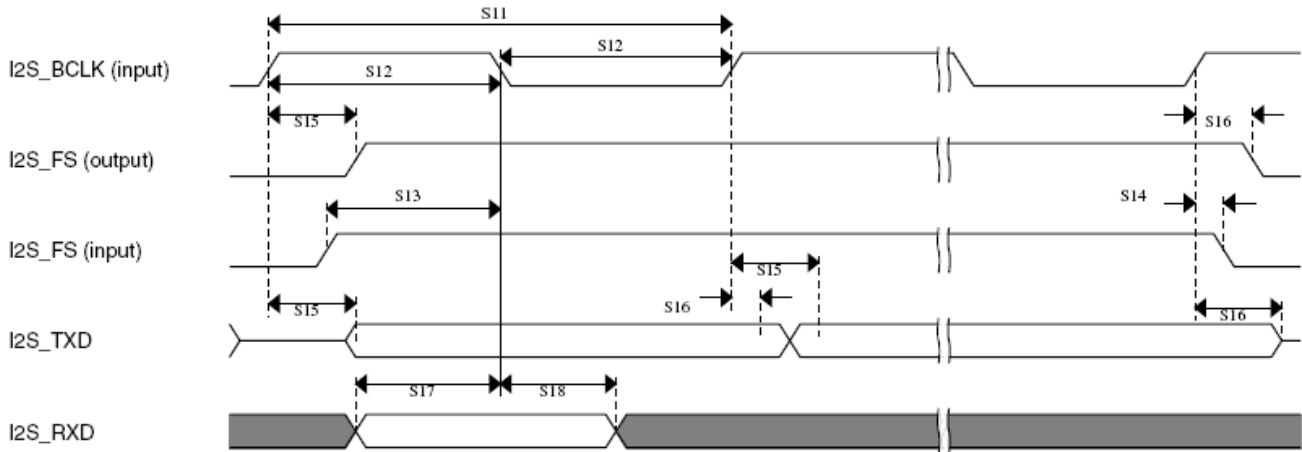 S11
S12
I2S_BCLK (input)
S12
S15
S16
I2S_FS (output)
S13
S14
I2S_FS (input)
S15
S15
S16
S16
I2S_TXD
S17
S18
I2S_RXD